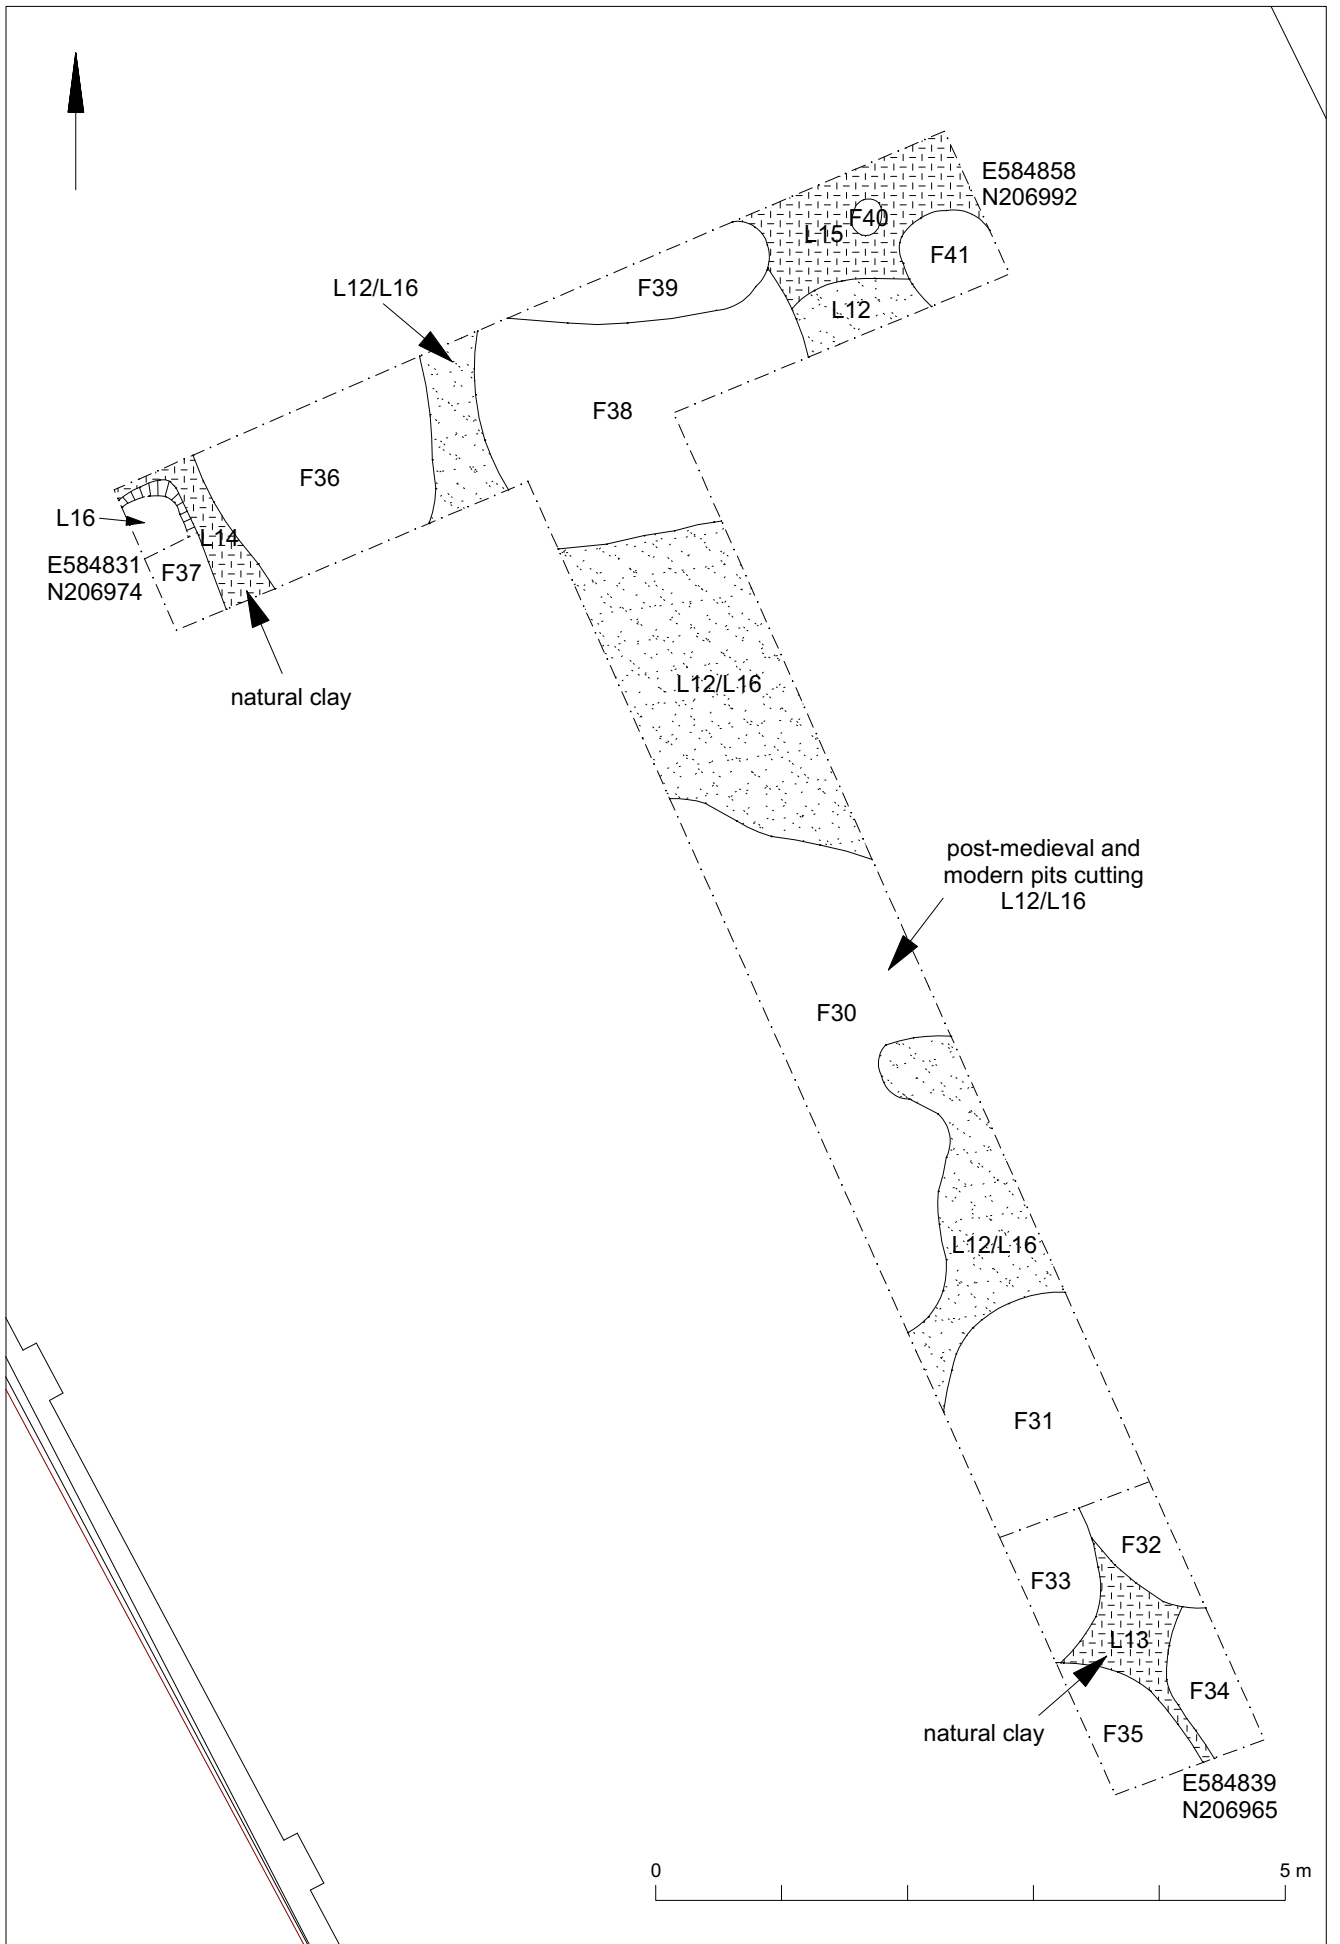 E584858
N206992
F40
L15
F41
L12/L16
F39
L12
F38
F36
L16
L14
E584831
N206974
F37
natural clay
L12/L16
post-medieval and
modern pits cutting
L12/L16
F30
L12/L16
F31
F32
F33
L13
F34
natural clay
F35
E584839
N206965
0
5 m